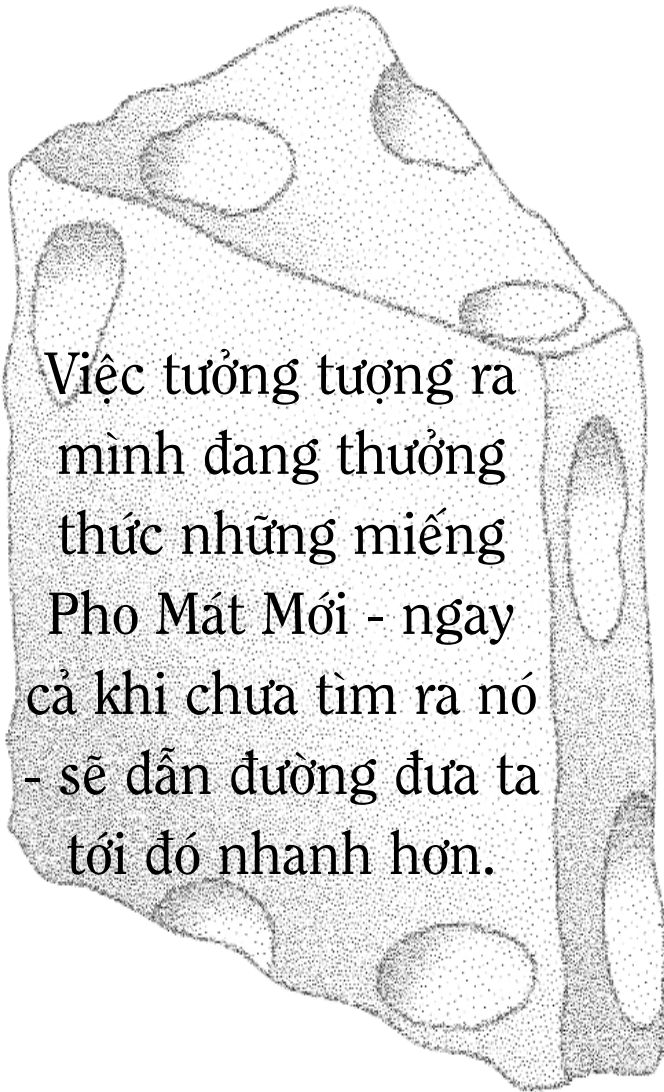 Việc tưởng tượng ra
mình đang thưởng
thức những miếng
Pho Mát Mới - ngay
cả khi chưa tìm ra nó
- sẽ dẫn đường đưa ta
tới đó nhanh hơn.